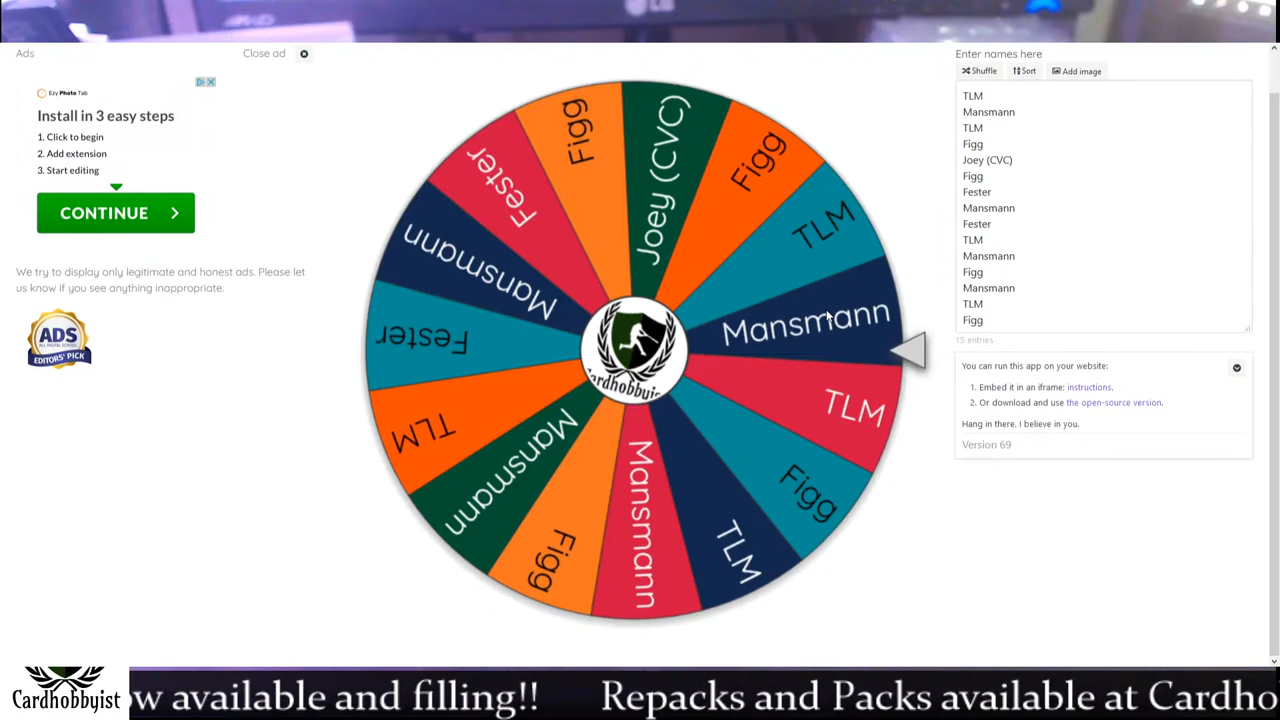 LG
Ads
Close ad
Ezy Photo Tab
Install in 3 easy steps
1. Click to begin
2. Add extension
3. Start editing
CONTINUE
We try to display only legitimate and honest ads. Please let
us know if you see anything inappropriate.
ADS
ALL DIGITAL SCHOOL
EDITORS' PICK
Figg
Joey (CVC)
Figg
TLM
Mansmann
TLM
Figg
TLM
Mansmann
Figg
Mansmann
TLM
Fester
Mansmann
Fester
Cardhobbyist
Enter names here
Shuffle
Sort
Add image
TLM
Mansmann
TLM
Figg
Joey (CVC)
Figg
Fester
Mansmann
Fester
TLM
Mansmann
Figg
Mansmann
TLM
Figg
15 entries
You can run this app on your website:
1. Embed it in an iframe: instructions.
2. Or download and use the open-source version.
Hang in there. I believe in you.
Version 69
Cardhobbyist
ow available and filling!! Repacks and Packs available at Cardho